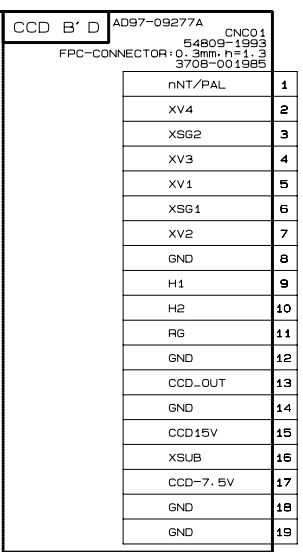 CCD B'D AD97-09277A
CNC01
54809-1993
FPC-CONNECTOR:0.3mm,h=1.3
3708-001985
nNT/PAL 1
XV4 2
XSG2 3
XV3 4
XV1 5
XSG1 6
XV2 7
GND 8
H1 9
H2 10
RG 11
GND 12
CCD_OUT 13
GND 14
CCD15V 15
XSUB 16
CCD-7.5V 17
GND 18
GND 19